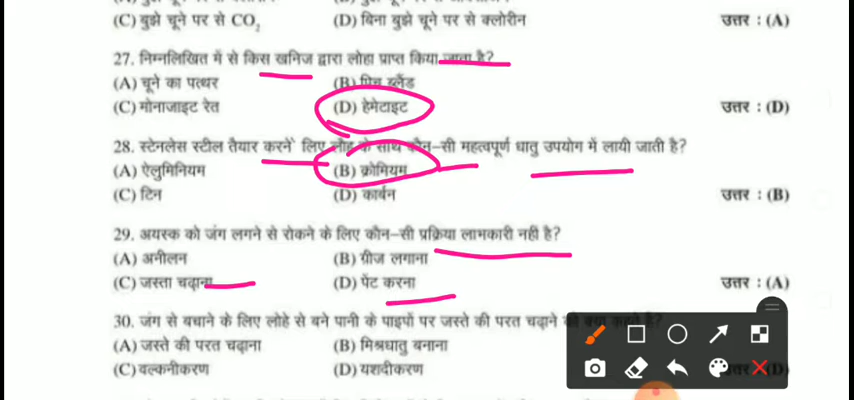 (C) बुझे चूने पर से CO₂ (D) बिना बुझे चूने पर से क्लोरीन उत्तर : (A)
27. निम्नलिखित में से किस खनिज द्वारा लोहा प्राप्त किया जाता है?
(A) चूने का पत्थर (B) पिच ब्लैंड
(C) मोनाजाइट रेत (D) हेमेटाइट उत्तर : (D)
28. स्टेनलेस स्टील तैयार करने के लिए लौह के साथ कौन-सी महत्वपूर्ण धातु उपयोग में लायी जाती है?
(A) ऐलुमिनियम (B) क्रोमियम
(C) टिन (D) कार्बन उत्तर : (B)
29. अयस्क को जंग लगने से रोकने के लिए कौन-सी प्रक्रिया लाभकारी नहीं है?
(A) अनीलन (B) ग्रीज लगाना
(C) जस्ता चढ़ाना (D) पेंट करना उत्तर : (A)
30. जंग से बचाने के लिए लोहे से बने पानी के पाइपों पर जस्ते की परत चढ़ाने को क्या कहते है?
(A) जस्ते की परत चढ़ाना (B) मिश्रधातु बनाना
(C) वल्कनीकरण (D) यशदीकरण उत्तर (D)